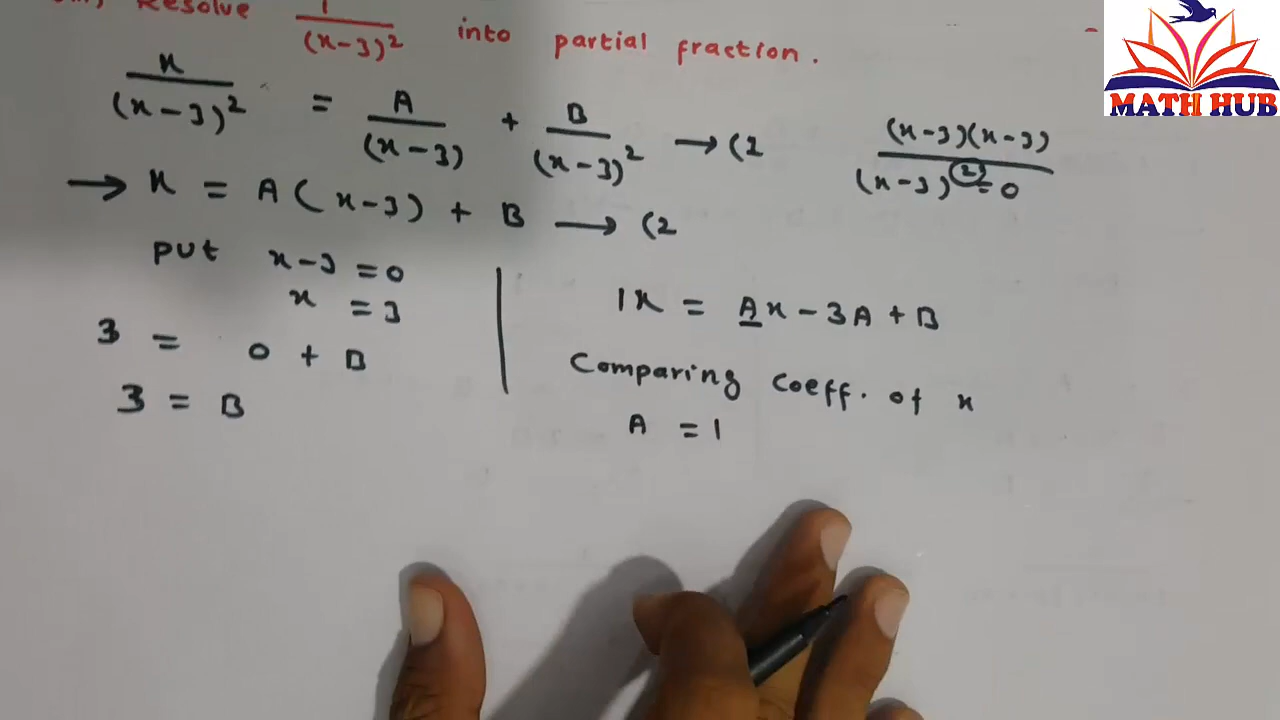 Resolve 1/(x-3)² into partial fraction.
x/(x-3)² = A/(x-3) + B/(x-3)² → (2
(x-3)(x-3)/(x-3)² = 0
→ x = A(x-3) + B → (2
put x-3 = 0
x = 3
3 = 0 + B
3 = B
1x = Ax - 3A + B
Comparing coeff. of x
A = 1
MATH HUB